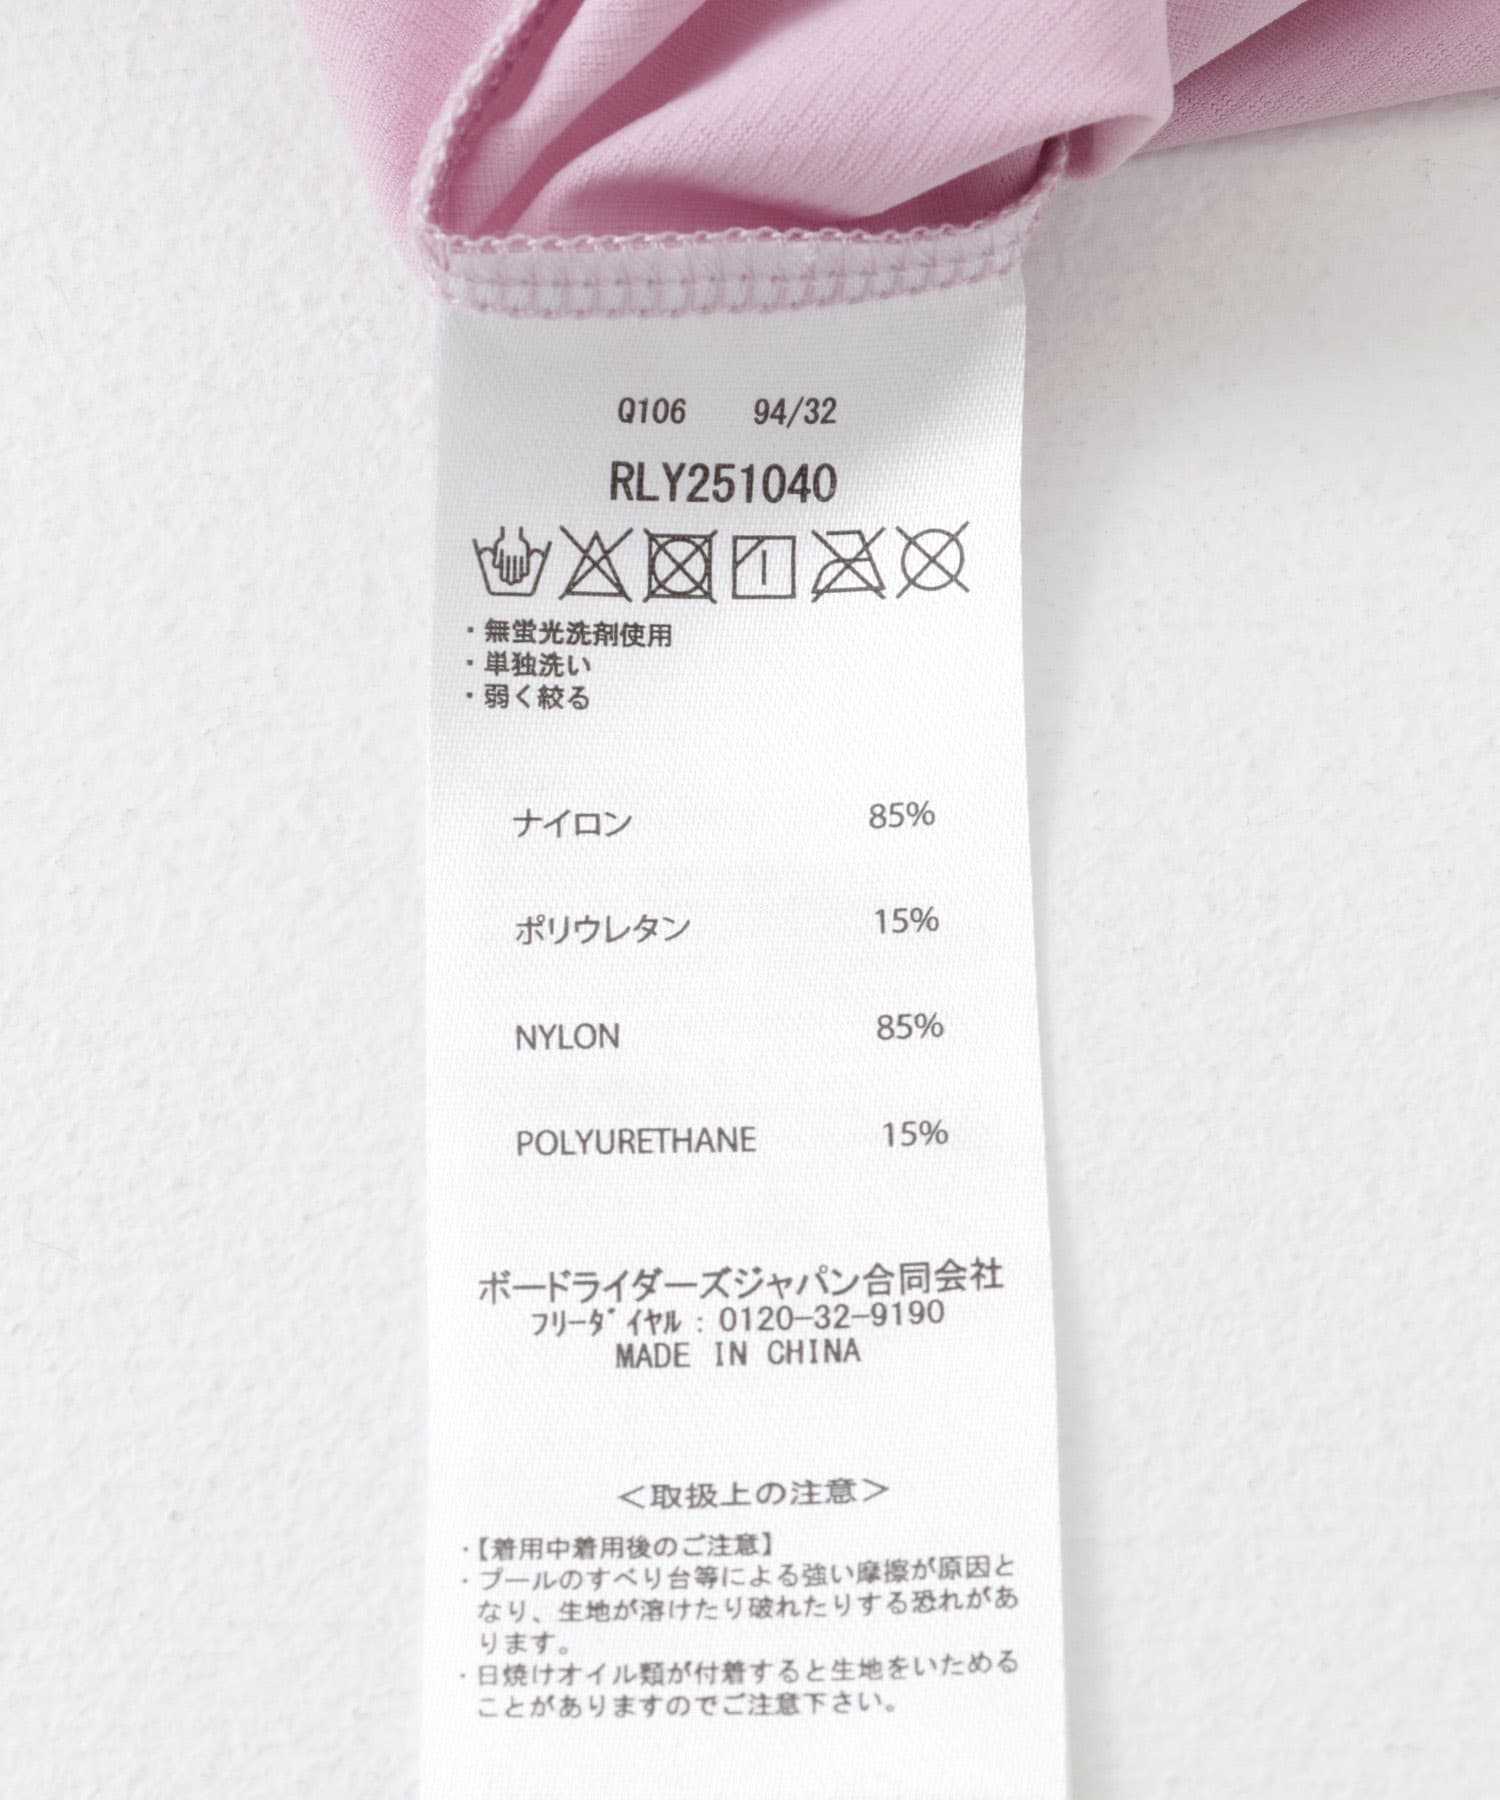 Q106 94/32
RLY251040
・無蛍光洗剤使用
・単独洗い
・弱く絞る
ナイロン 85%
ポリウレタン 15%
NYLON 85%
POLYURETHANE 15%
ボードライダーズジャパン合同会社
フリーダイヤル：0120-32-9190
MADE IN CHINA
＜取扱上の注意＞
・【着用中着用後のご注意】
・プールのすべり台等による強い摩擦が原因と
なり、生地が溶けたり破れたりする恐れがあ
ります。
・日焼けオイル類が付着すると生地をいためる
ことがありますのでご注意下さい。